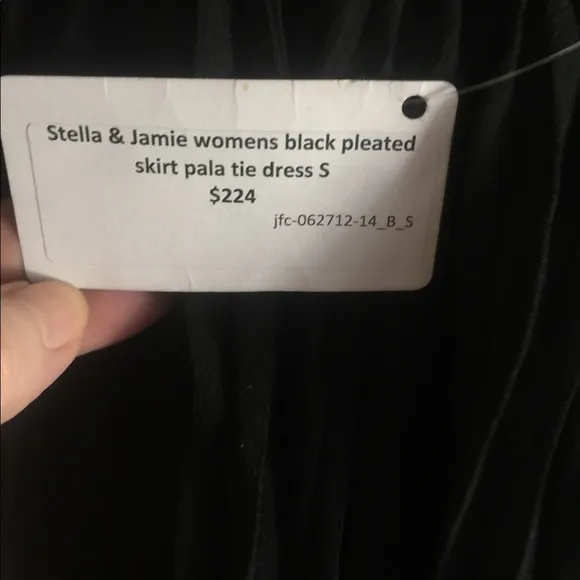 Stella & Jamie womens black pleated
skirt pala tie dress S
$224
jfc-062712-14_B_S